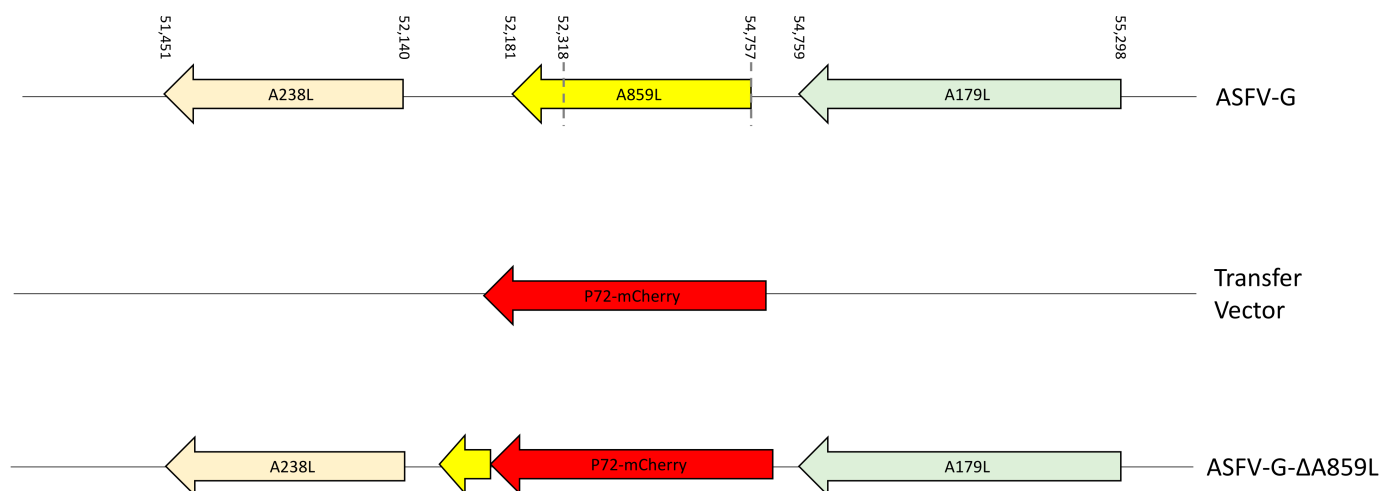 51,451
52,140
52,181
52,318
54,757
54,759
55,298
A238L
A859L
A179L
ASFV-G
P72-mCherry
Transfer
Vector
A238L
P72-mCherry
A179L
ASFV-G-ΔA859L